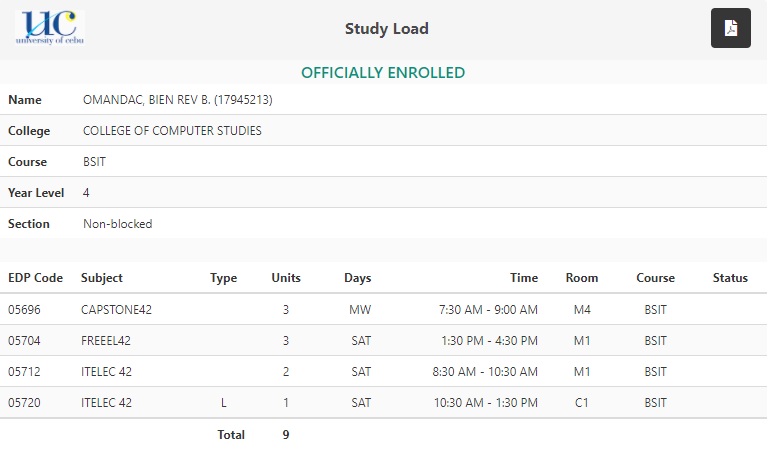 UC
university of cebu
Study Load
OFFICIALLY ENROLLED
Name OMANDAC, BIEN REV B. (17945213)
College COLLEGE OF COMPUTER STUDIES
Course BSIT
Year Level 4
Section Non-blocked
EDP Code Subject Type Units Days Time Room Course Status
05696 CAPSTONE42 3 MW 7:30 AM - 9:00 AM M4 BSIT
05704 FREEEL42 3 SAT 1:30 PM - 4:30 PM M1 BSIT
05712 ITELEC 42 2 SAT 8:30 AM - 10:30 AM M1 BSIT
05720 ITELEC 42 L 1 SAT 10:30 AM - 1:30 PM C1 BSIT
Total 9